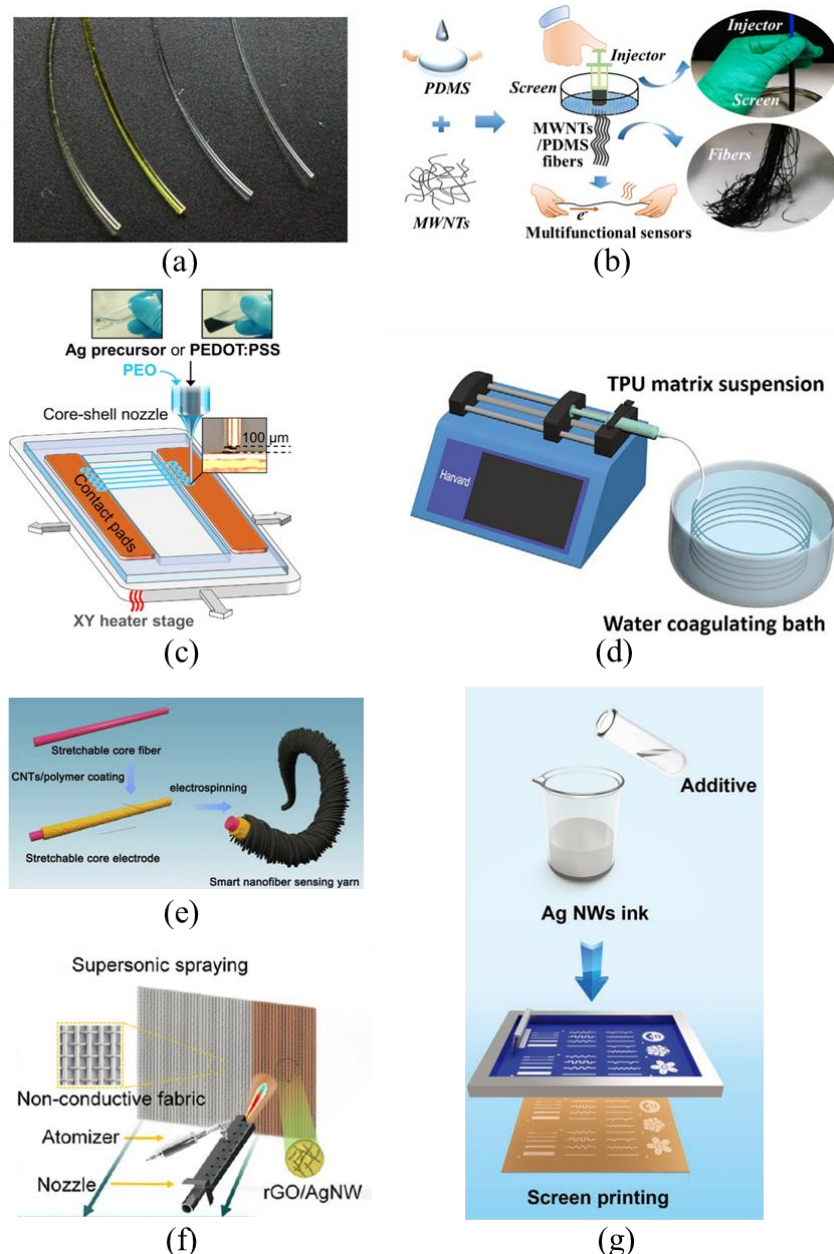 (a)
PDMS
+
MWNTs
Injector
Screen
MWNTs
/PDMS
fibers
e⁻
Multifunctional sensors
Injector
Screen
Fibers
(b)
Ag precursor or PEDOT:PSS
PEO
Core-shell nozzle
100 µm
Contact pads
XY heater stage
(c)
TPU matrix suspension
Harvard
Water coagulating bath
(d)
Stretchable core fiber
CNTs/polymer coating
electrospinning
Stretchable core electrode
Smart nanofiber sensing yarn
(e)
Supersonic spraying
Non-conductive fabric
Atomizer
Nozzle
rGO/AgNW
(f)
Additive
Ag NWs ink
Screen printing
(g)